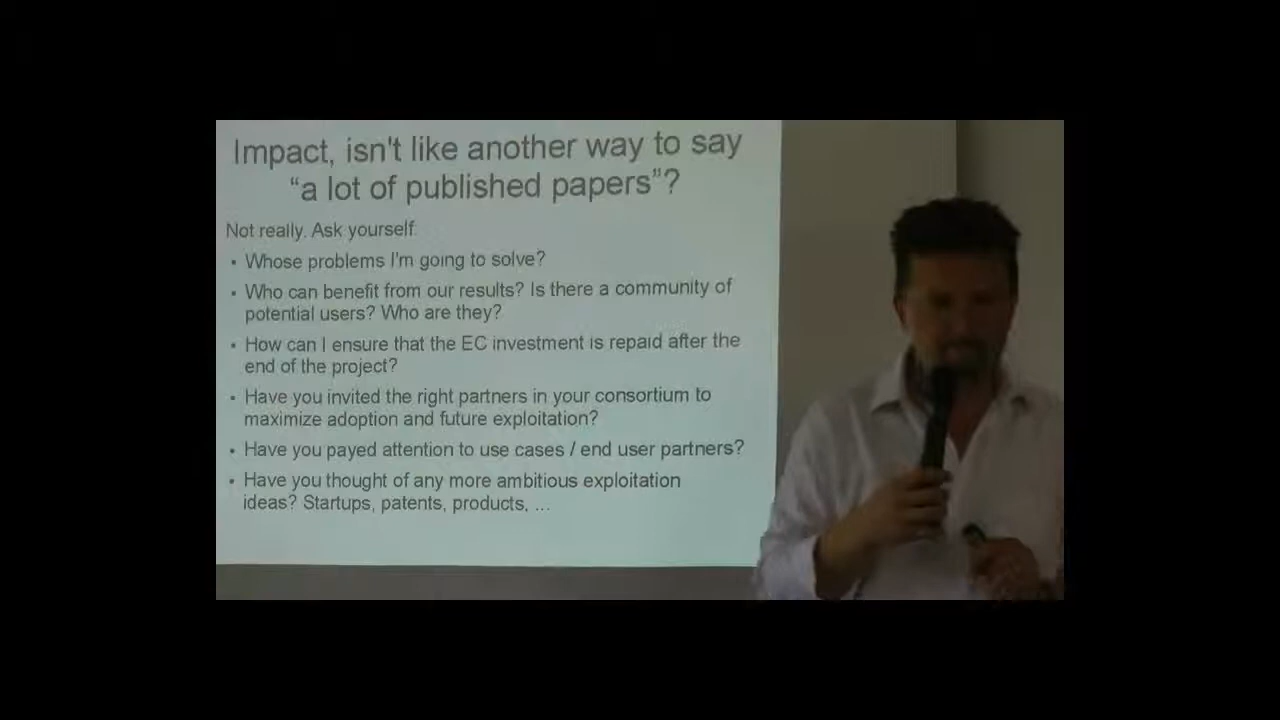 Impact, isn't like another way to say
“a lot of published papers”?
Not really. Ask yourself:
• Whose problems I'm going to solve?
• Who can benefit from our results? Is there a community of
potential users? Who are they?
• How can I ensure that the EC investment is repaid after the
end of the project?
• Have you invited the right partners in your consortium to
maximize adoption and future exploitation?
• Have you payed attention to use cases / end user partners?
• Have you thought of any more ambitious exploitation
ideas? Startups, patents, products, ...